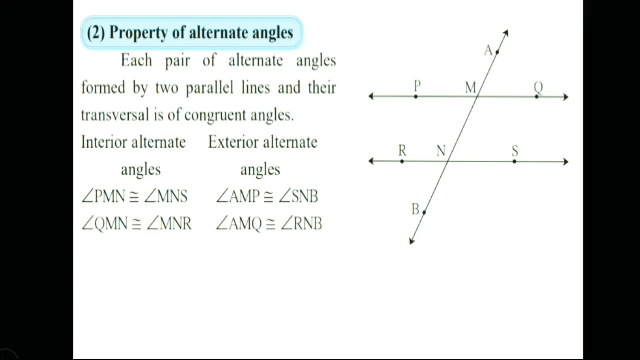 (2) Property of alternate angles
Each pair of alternate angles
formed by two parallel lines and their
transversal is of congruent angles.
Interior alternate Exterior alternate
angles angles
∠PMN ≅ ∠MNS ∠AMP ≅ ∠SNB
∠QMN ≅ ∠MNR ∠AMQ ≅ ∠RNB
A
P M Q
R N S
B